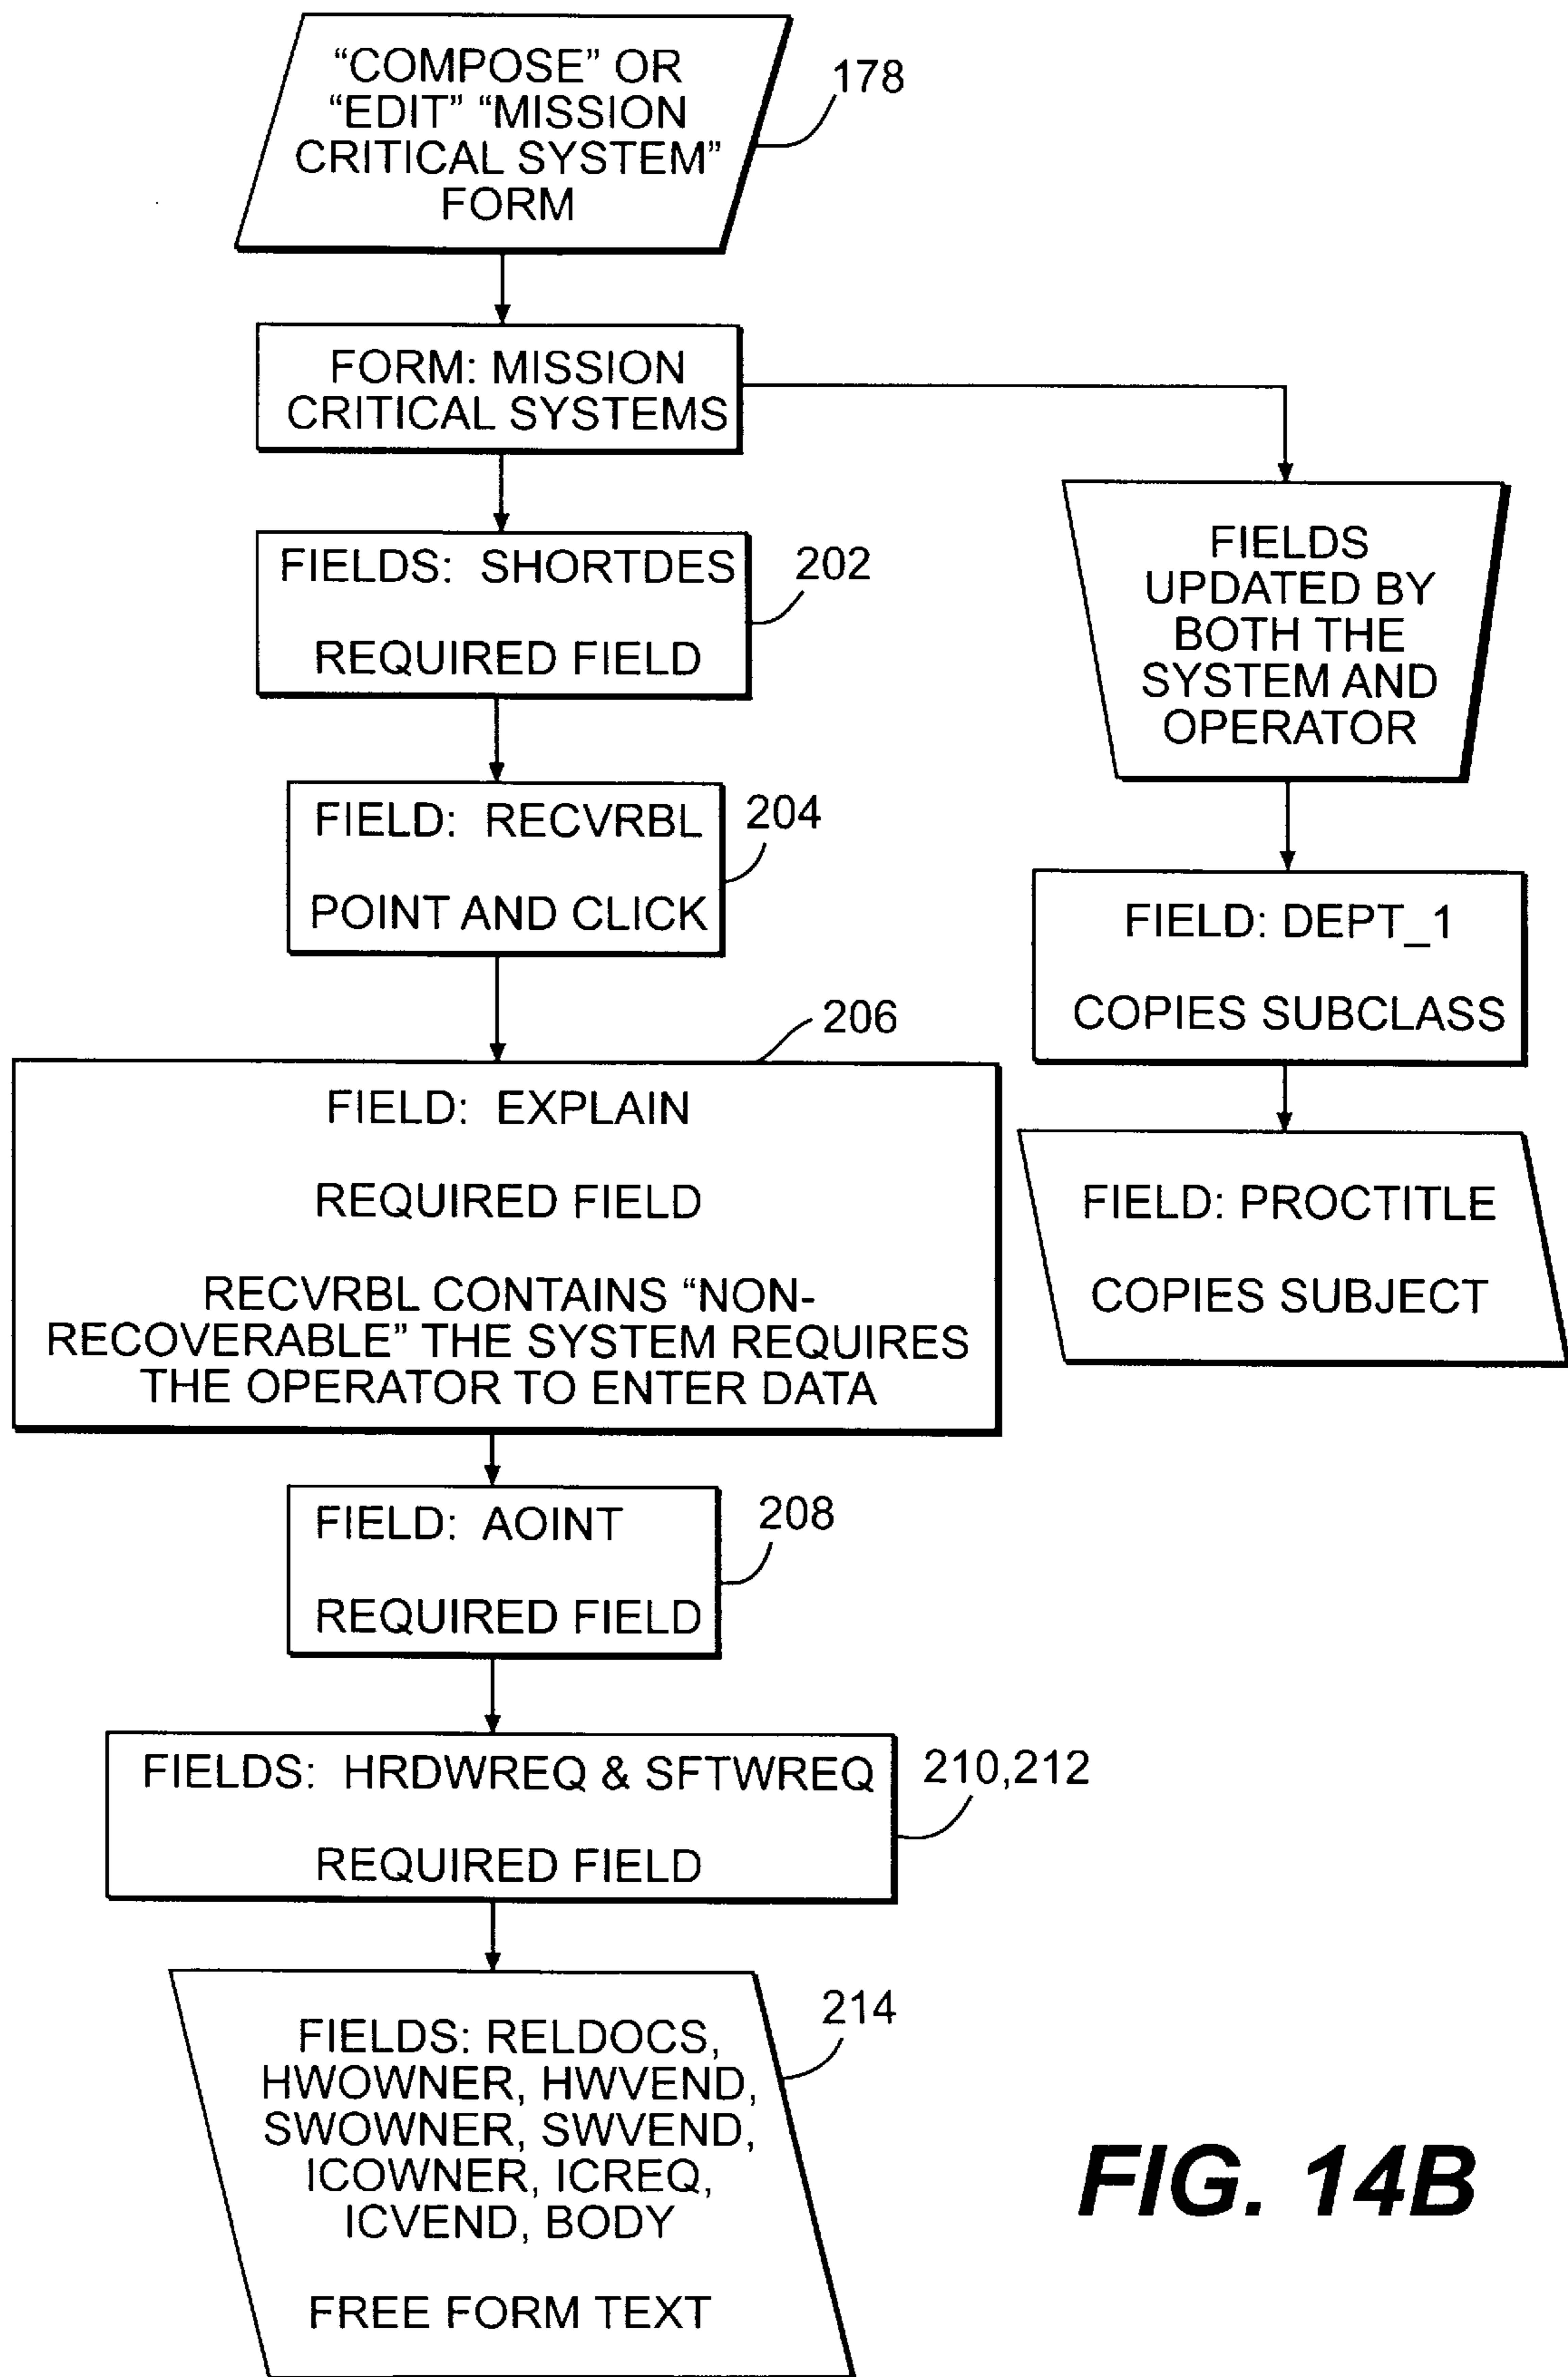 “COMPOSE” OR
“EDIT” “MISSION
CRITICAL SYSTEM”
FORM
178
FORM: MISSION
CRITICAL SYSTEMS
FIELDS: SHORTDES
REQUIRED FIELD
202
FIELD: RECVRBL
POINT AND CLICK
204
206
FIELD: EXPLAIN
REQUIRED FIELD
RECVRBL CONTAINS “NON-
RECOVERABLE” THE SYSTEM REQUIRES
THE OPERATOR TO ENTER DATA
FIELD: AOINT
REQUIRED FIELD
208
FIELDS: HRDWREQ & SFTWREQ
REQUIRED FIELD
210,212
FIELDS: RELDOCS,
HWOWNER, HWVEND,
SWOWNER, SWVEND,
ICOWNER, ICREQ,
ICVEND, BODY
FREE FORM TEXT
214
FIELDS
UPDATED BY
BOTH THE
SYSTEM AND
OPERATOR
FIELD: DEPT_1
COPIES SUBCLASS
FIELD: PROCTITLE
COPIES SUBJECT
FIG. 14B